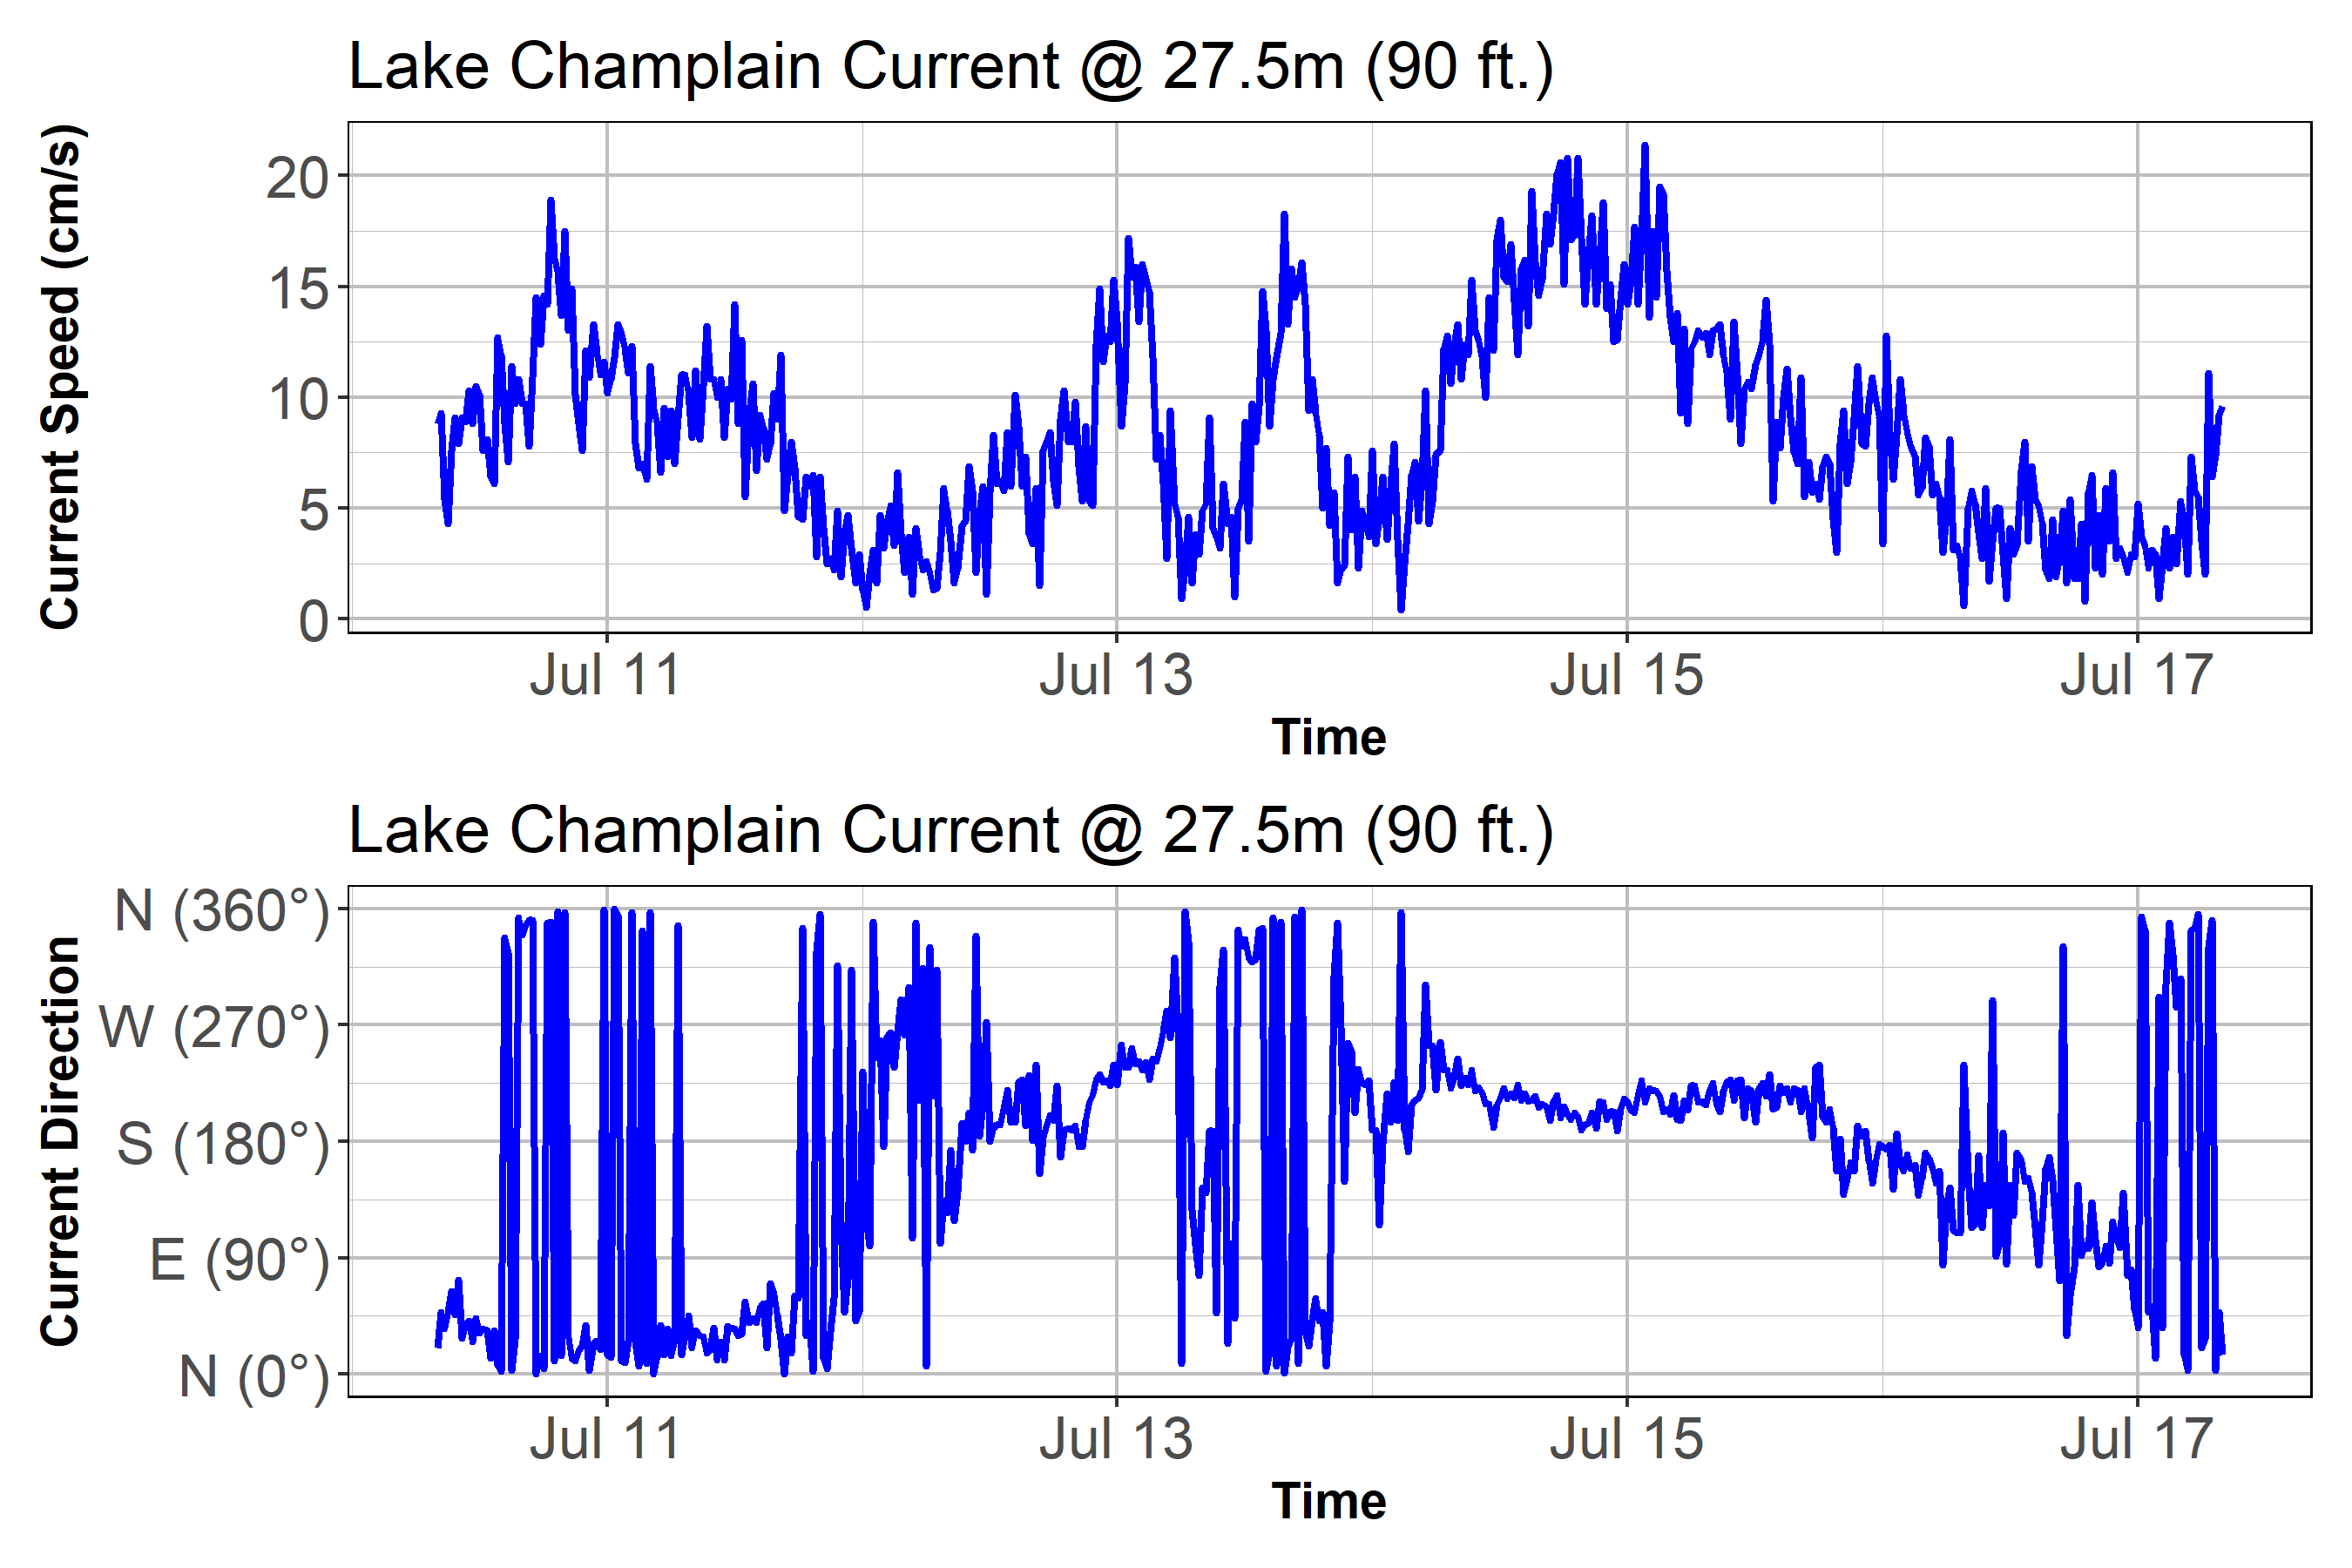 Lake Champlain Current @ 27.5m (90 ft.)
Current Speed (cm/s)
20
15
10
5
0
Jul 11 Jul 13 Jul 15 Jul 17
Time
Lake Champlain Current @ 27.5m (90 ft.)
Current Direction
N (360°)
W (270°)
S (180°)
E (90°)
N (0°)
Jul 11 Jul 13 Jul 15 Jul 17
Time